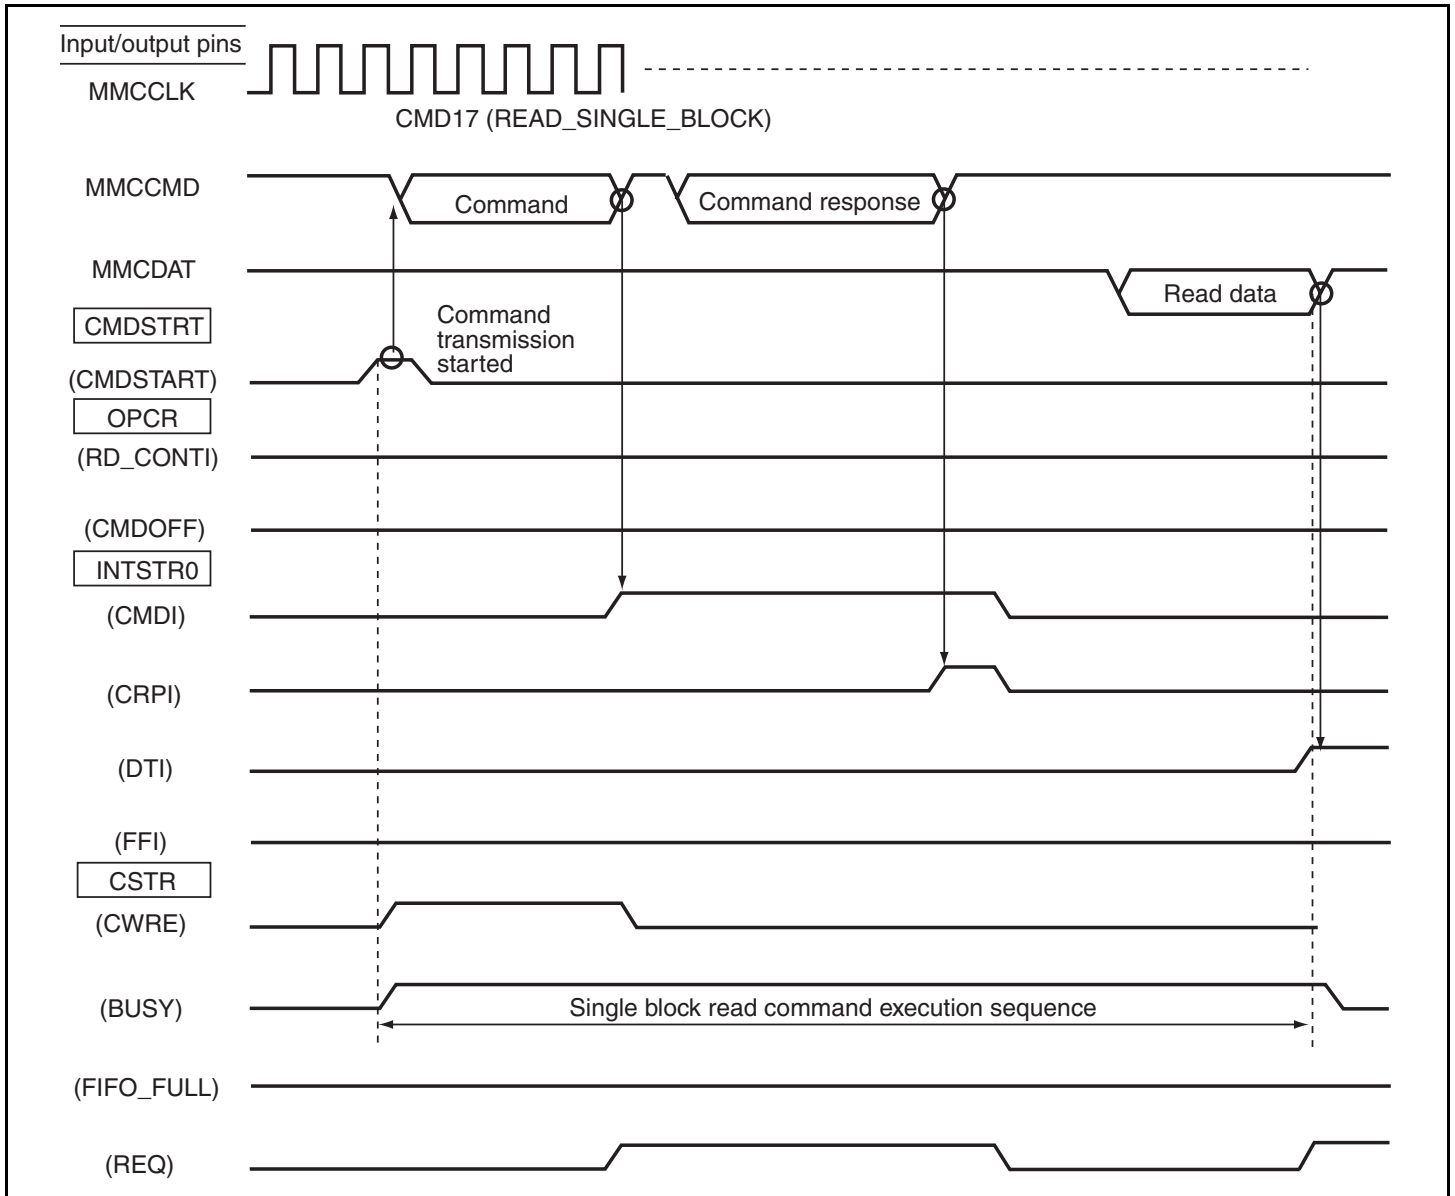 Input/output pins
MMCCLK
CMD17 (READ_SINGLE_BLOCK)
MMCCMD
Command
Command response
MMCDAT
Read data
CMDSTRT
Command
transmission
started
(CMDSTART)
OPCR
(RD_CONTI)
(CMDOFF)
INTSTR0
(CMDI)
(CRPI)
(DTI)
(FFI)
CSTR
(CWRE)
(BUSY)
Single block read command execution sequence
(FIFO_FULL)
(REQ)